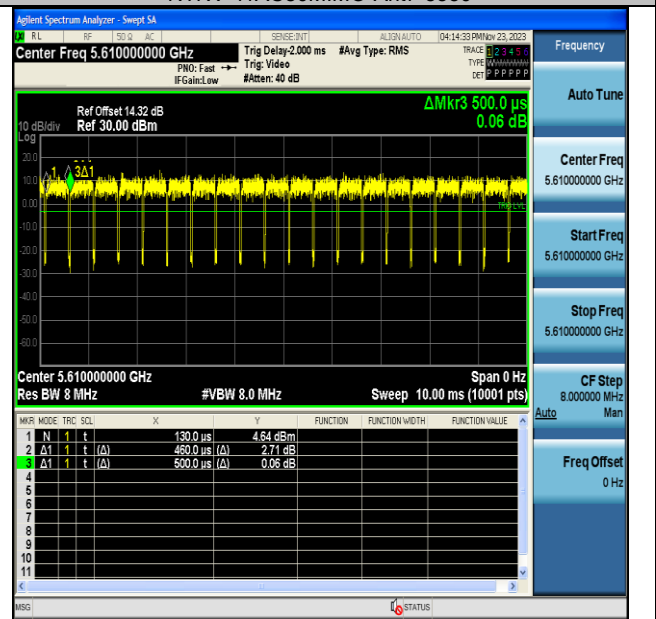 Agilent Spectrum Analyzer - Swept SA
RL RF 50 Ω AC SENSE:INT ALIGN AUTO 04:14:33 PM Nov 23, 2023
Center Freq 5.610000000 GHz
Trig Delay-2.000 ms #Avg Type: RMS
TRACE 1 2 3 4 5 6
PNO: Fast Trig: Video
TYPE
IFGain:Low #Atten: 40 dB
DET P P P P P P
Frequency
Auto Tune
ΔMkr3 500.0 µs
0.06 dB
Ref Offset 14.32 dB
10 dB/div Ref 30.00 dBm
Log
20.0
10.0
0.00
-10.0
-20.0
-30.0
-40.0
-50.0
-60.0
1
3Δ1
TRIG LVL
Center Freq
5.610000000 GHz
Start Freq
5.610000000 GHz
Stop Freq
5.610000000 GHz
Center 5.610000000 GHz Span 0 Hz
Res BW 8 MHz #VBW 8.0 MHz Sweep 10.00 ms (10001 pts)
CF Step
8.000000 MHz
Auto Man
Freq Offset
0 Hz
MKR MODE TRC SCL X Y FUNCTION FUNCTION WIDTH FUNCTION VALUE
1 N 1 t 130.0 µs 4.64 dBm
2 Δ1 1 t (Δ) 460.0 µs (Δ) 2.71 dB
3 Δ1 1 t (Δ) 500.0 µs (Δ) 0.06 dB
4
5
6
7
8
9
10
11
MSG STATUS